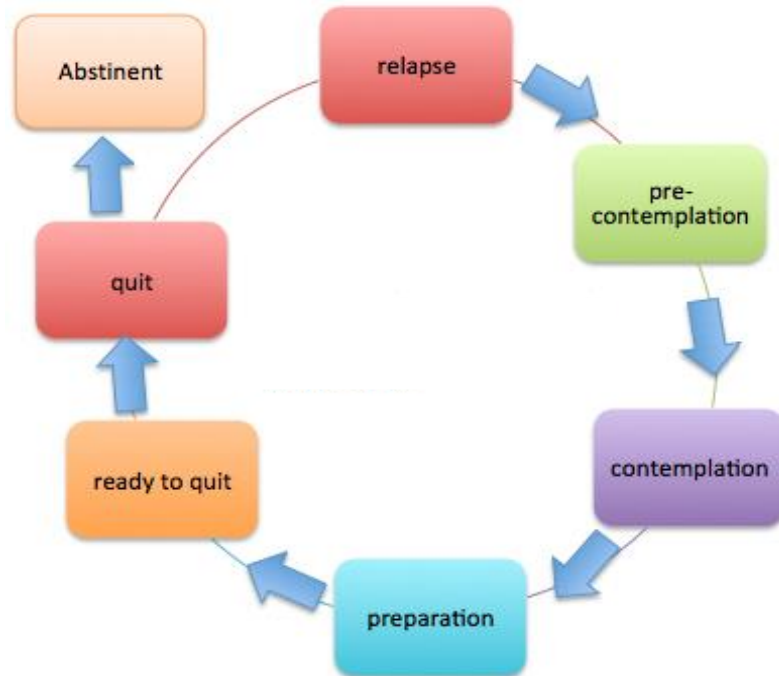 Abstinent
relapse
pre-
contemplation
quit
contemplation
ready to quit
preparation